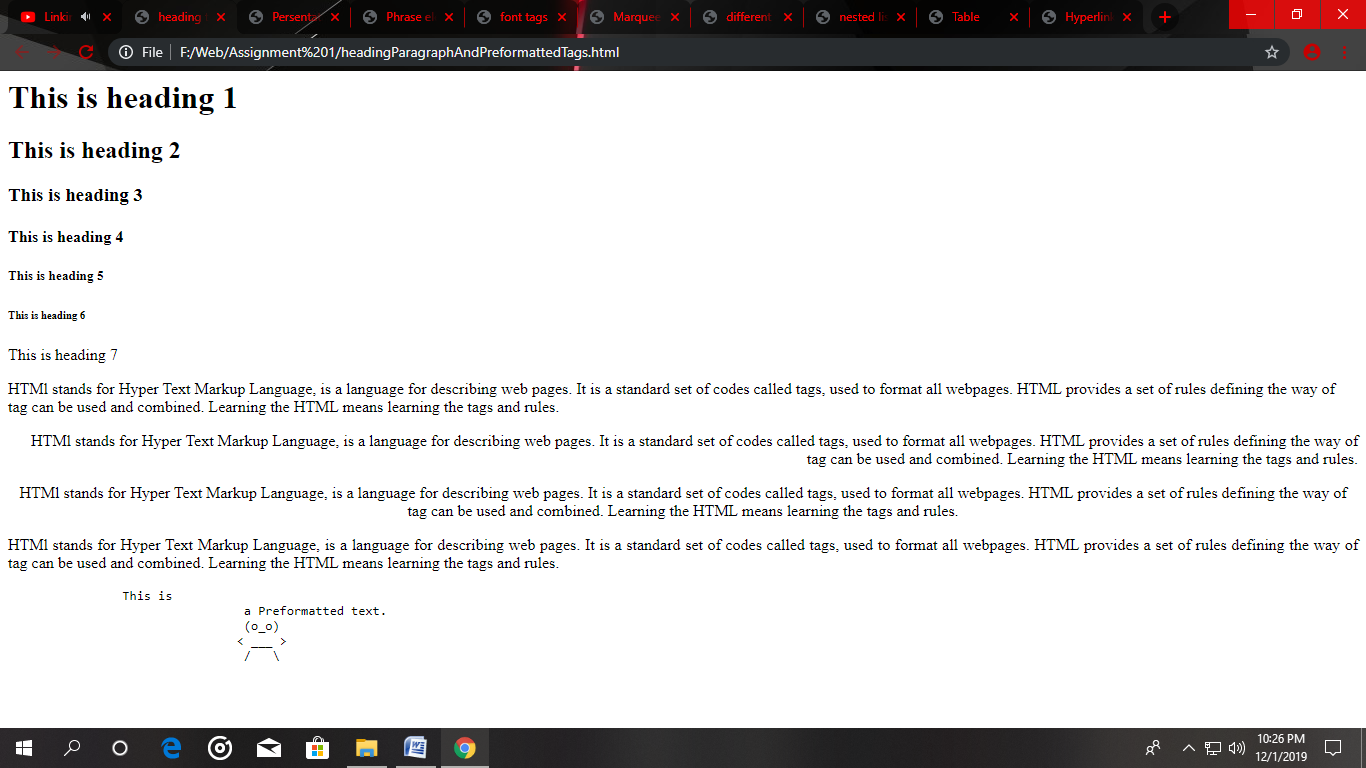 Linki
heading
Persenta
Phrase el
font tags
Marquee
different
nested lis
Table
Hyperlink
File
F:/Web/Assignment%201/headingParagraphAndPreformattedTags.html
This is heading 1
This is heading 2
This is heading 3
This is heading 4
This is heading 5
This is heading 6
This is heading 7
HTMl stands for Hyper Text Markup Language, is a language for describing web pages. It is a standard set of codes called tags, used to format all webpages. HTML provides a set of rules defining the way of
tag can be used and combined. Learning the HTML means learning the tags and rules.
HTMl stands for Hyper Text Markup Language, is a language for describing web pages. It is a standard set of codes called tags, used to format all webpages. HTML provides a set of rules defining the way of
tag can be used and combined. Learning the HTML means learning the tags and rules.
HTMl stands for Hyper Text Markup Language, is a language for describing web pages. It is a standard set of codes called tags, used to format all webpages. HTML provides a set of rules defining the way of
tag can be used and combined. Learning the HTML means learning the tags and rules.
HTMl stands for Hyper Text Markup Language, is a language for describing web pages. It is a standard set of codes called tags, used to format all webpages. HTML provides a set of rules defining the way of
tag can be used and combined. Learning the HTML means learning the tags and rules.
This is
a Preformatted text.
(o_o)
< ___ >
/   \
10:26 PM
12/1/2019